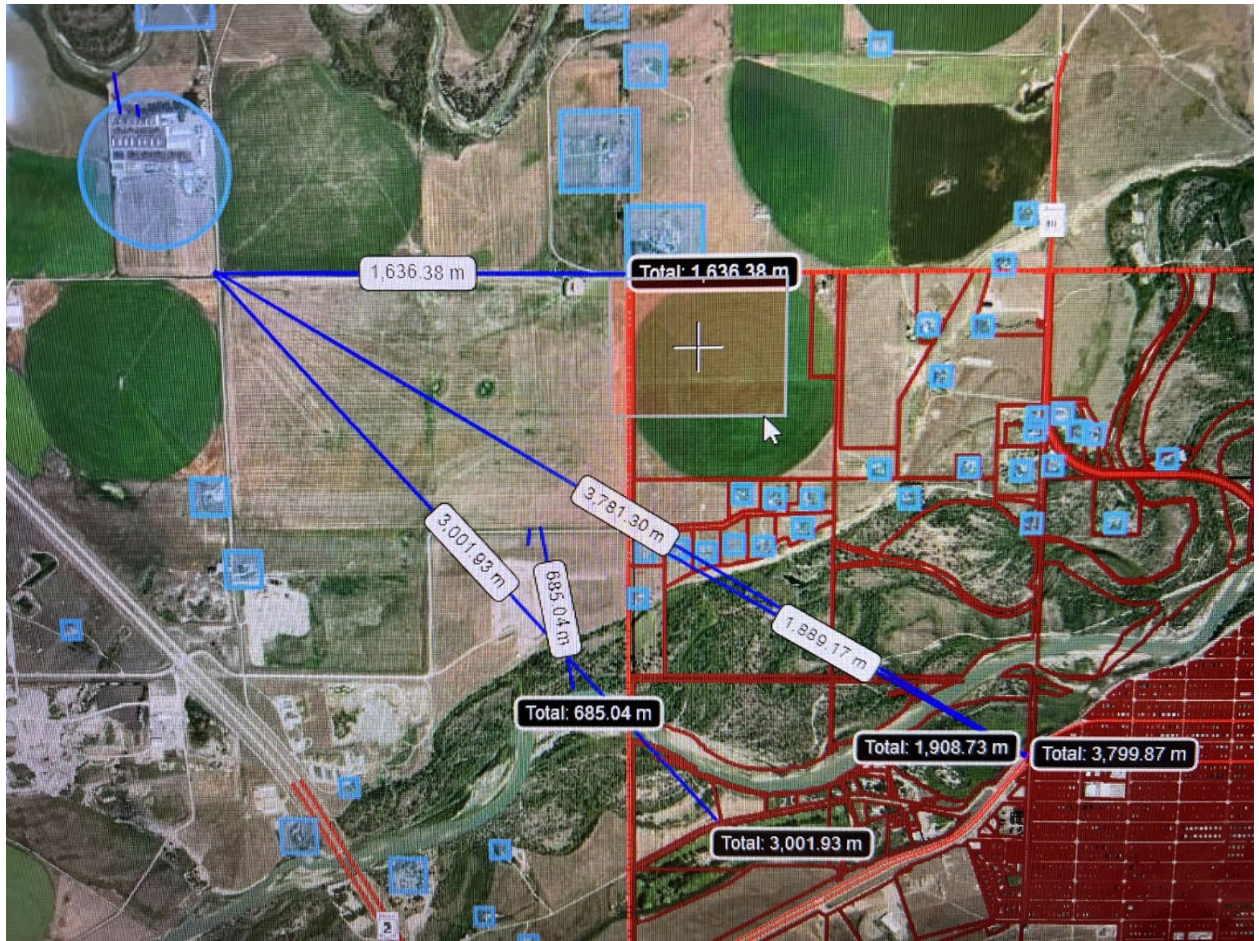 1,636.38 m
Total: 1,636.38 m
3,781.30 m
3,001.93 m
685.04 m
1,889.17 m
Total: 685.04 m
Total: 1,908.73 m
Total: 3,799.87 m
Total: 3,001.93 m
2